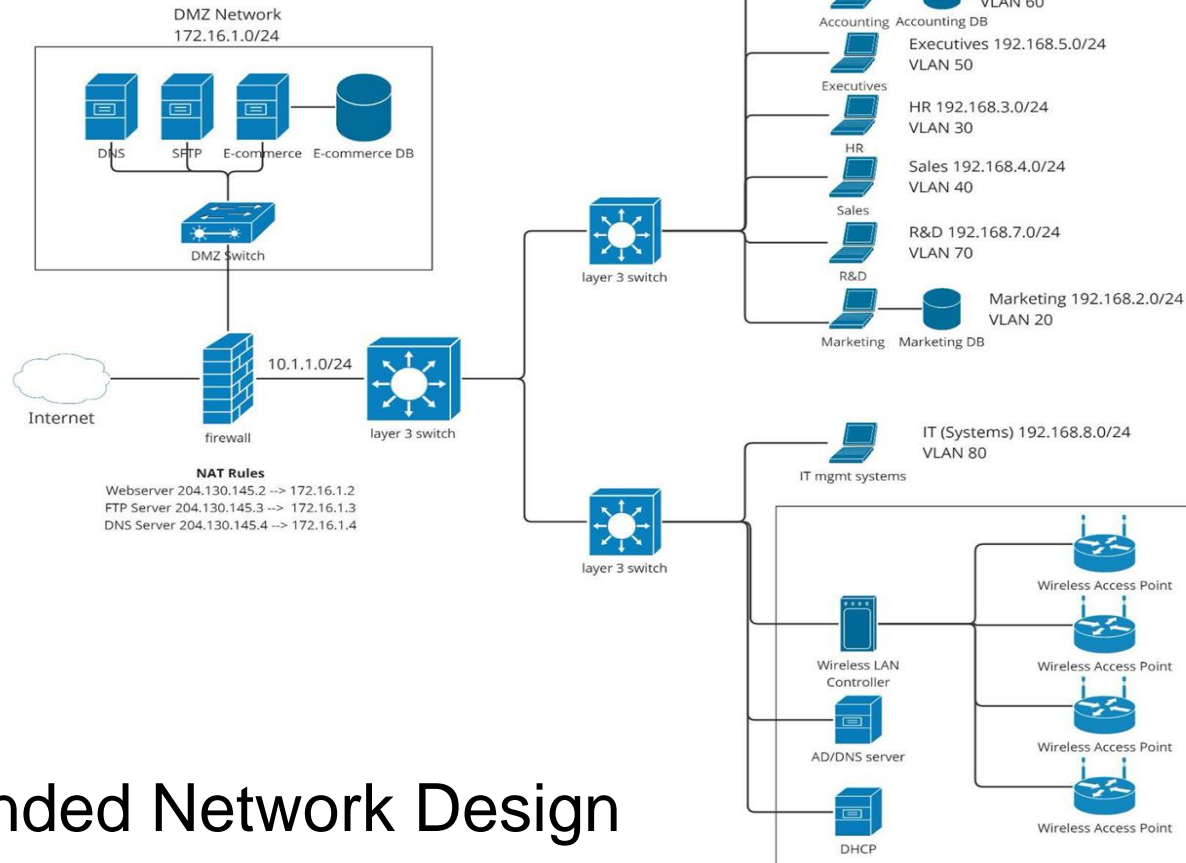 DMZ Network
172.16.1.0/24
DNS
SFTP
E-commerce
E-commerce DB
DMZ Switch
Internet
firewall
10.1.1.0/24
layer 3 switch
NAT Rules
Webserver 204.130.145.2 --> 172.16.1.2
FTP Server 204.130.145.3 --> 172.16.1.3
DNS Server 204.130.145.4 --> 172.16.1.4
layer 3 switch
layer 3 switch
VLAN 60
Accounting
Accounting DB
Executives 192.168.5.0/24
VLAN 50
Executives
HR 192.168.3.0/24
VLAN 30
HR
Sales 192.168.4.0/24
VLAN 40
Sales
R&D 192.168.7.0/24
VLAN 70
R&D
Marketing 192.168.2.0/24
VLAN 20
Marketing
Marketing DB
IT (Systems) 192.168.8.0/24
VLAN 80
IT mgmt systems
Wireless Access Point
Wireless Access Point
Wireless LAN
Controller
Wireless Access Point
AD/DNS server
Wireless Access Point
DHCP
nded Network Design